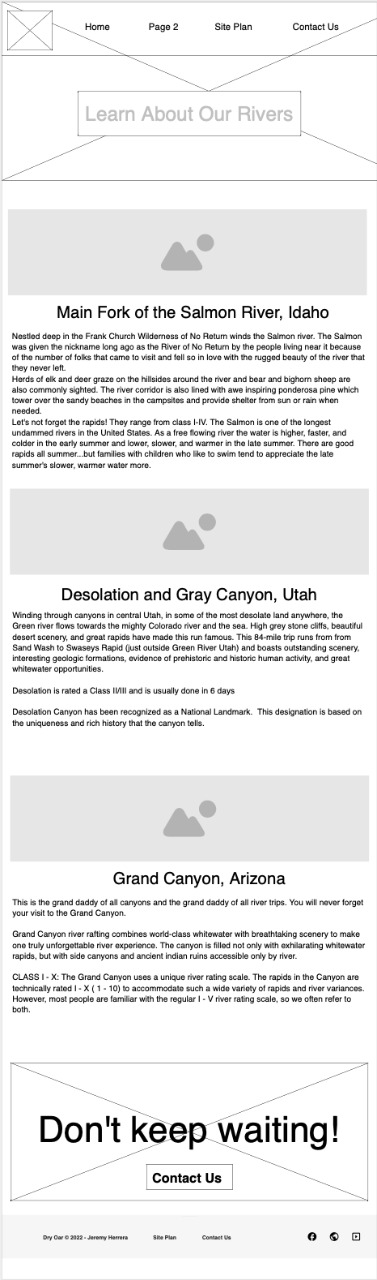 Home Page 2 Site Plan Contact Us
Learn About Our Rivers
Main Fork of the Salmon River, Idaho
Nestled deep in the Frank Church Wilderness of No Return winds the Salmon river. The Salmon
was given the nickname long ago as the River of No Return by the people living near it because
of the number of folks that came to visit and fell so in love with the rugged beauty of the river that
they never left.
Herds of elk and deer graze on the hillsides around the river and bear and bighorn sheep are
also commonly sighted. The river corridor is also lined with awe inspiring ponderosa pine which
tower over the sandy beaches in the campsites and provide shelter from sun or rain when
needed.
Let's not forget the rapids! They range from class I-IV. The Salmon is one of the longest
undammed rivers in the United States. As a free flowing river the water is higher, faster, and
colder in the early summer and lower, slower, and warmer in the late summer. There are good
rapids all summer...but families with children who like to swim tend to appreciate the late
summer's slower, warmer water more.
Desolation and Gray Canyon, Utah
Winding through canyons in central Utah, in some of the most desolate land anywhere, the
Green river flows towards the mighty Colorado river and the sea. High grey stone cliffs, beautiful
desert scenery, and great rapids have made this run famous. This 84-mile trip runs from from
Sand Wash to Swaseys Rapid (just outside Green River Utah) and boasts outstanding scenery,
interesting geologic formations, evidence of prehistoric and historic human activity, and great
whitewater opportunities.
Desolation is rated a Class II/III and is usually done in 6 days
Desolation Canyon has been recognized as a National Landmark. This designation is based on
the uniqueness and rich history that the canyon tells.
Grand Canyon, Arizona
This is the grand daddy of all canyons and the grand daddy of all river trips. You will never forget
your visit to the Grand Canyon.
Grand Canyon river rafting combines world-class whitewater with breathtaking scenery to make
one truly unforgettable river experience. The canyon is filled not only with exhilarating whitewater
rapids, but with side canyons and ancient indian ruins accessible only by river.
CLASS I - X: The Grand Canyon uses a unique river rating scale. The rapids in the Canyon are
technically rated I - X ( 1 - 10) to accommodate such a wide variety of rapids and river variances.
However, most people are familiar with the regular I - V river rating scale, so we often refer to
both.
Don't keep waiting!
Contact Us
Dry Oar © 2022 - Jeremy Herrera Site Plan Contact Us